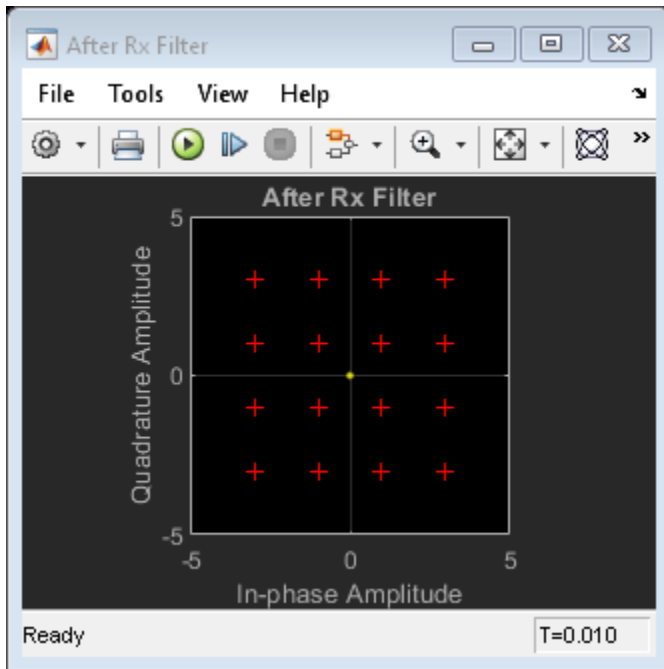 After Rx Filter
File Tools View Help
After Rx Filter
5
Quadrature Amplitude
0
-5
-5 0 5
In-phase Amplitude
Ready T=0.010